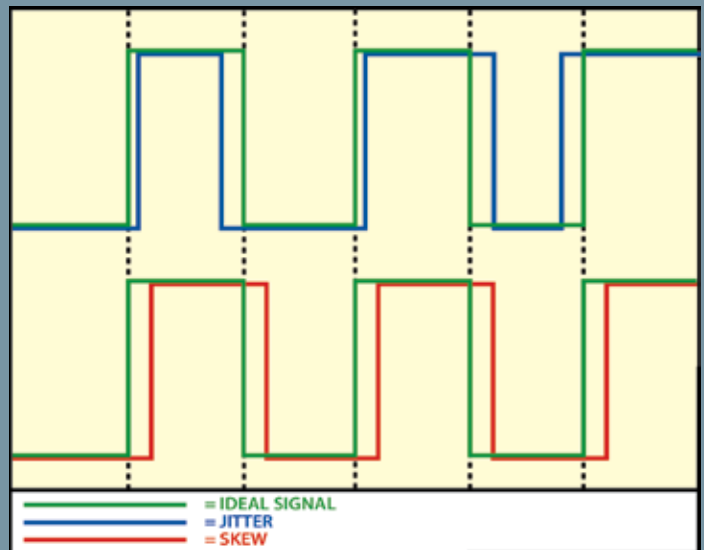 = IDEAL SIGNAL
= JITTER
= SKEW